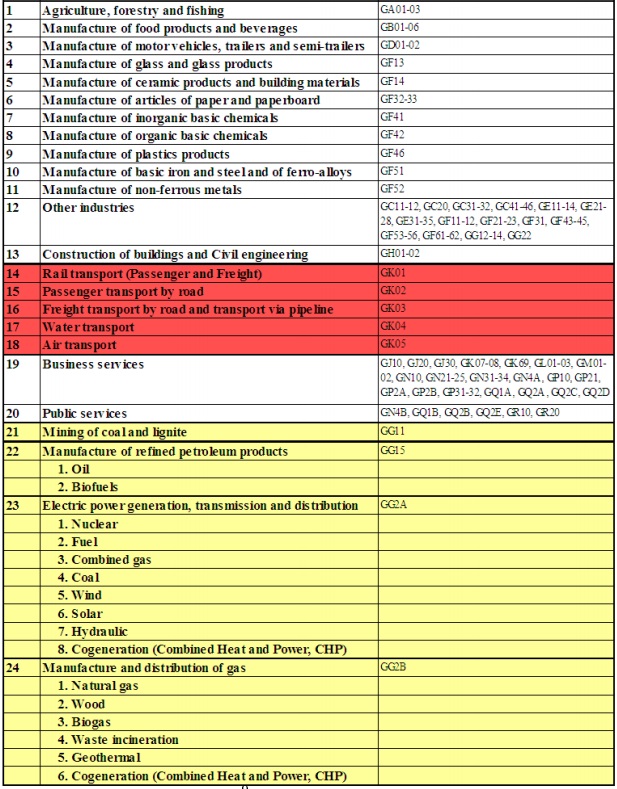 1 Agriculture, forestry and fishing GA01-03
2 Manufacture of food products and beverages GB01-06
3 Manufacture of motor vehicles, trailers and semi-trailers GD01-02
4 Manufacture of glass and glass products GF13
5 Manufacture of ceramic products and building materials GF14
6 Manufacture of articles of paper and paperboard GF32-33
7 Manufacture of inorganic basic chemicals GF41
8 Manufacture of organic basic chemicals GF42
9 Manufacture of plastics products GF46
10 Manufacture of basic iron and steel and of ferro-alloys GF51
11 Manufacture of non-ferrous metals GF52
12 Other industries GC11-12, GC20, GC31-32, GC41-46, GE11-14, GE21-
28, GE31-35, GF11-12, GF21-23, GF31, GF43-45,
GF53-56, GF61-62, GG12-14, GG22
13 Construction of buildings and Civil engineering GH01-02
14 Rail transport (Passenger and Freight) GK01
15 Passenger transport by road GK02
16 Freight transport by road and transport via pipeline GK03
17 Water transport GK04
18 Air transport GK05
19 Business services GJ10, GJ20, GJ30, GK07-08, GK69, GL01-03, GM01-
02, GN10, GN21-25, GN31-34, GN4A, GP10, GP21,
GP2A, GP2B, GP31-32, GQ1A, GQ2A, GQ2C, GQ2D
20 Public services GN4B, GQ1B, GQ2B, GQ2E, GR10, GR20
21 Mining of coal and lignite GG11
22 Manufacture of refined petroleum products GG15
1. Oil
2. Biofuels
23 Electric power generation, transmission and distribution GG2A
1. Nuclear
2. Fuel
3. Combined gas
4. Coal
5. Wind
6. Solar
7. Hydraulic
8. Cogeneration (Combined Heat and Power, CHP)
24 Manufacture and distribution of gas GG2B
1. Natural gas
2. Wood
3. Biogas
4. Waste incineration
5. Geothermal
6. Cogeneration (Combined Heat and Power, CHP)